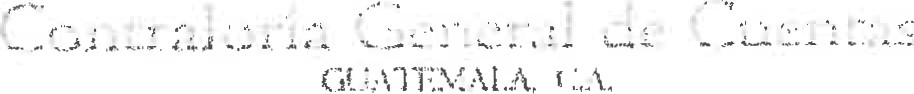 Contraloría General de Cuentas
GUATEMALA, C.A.